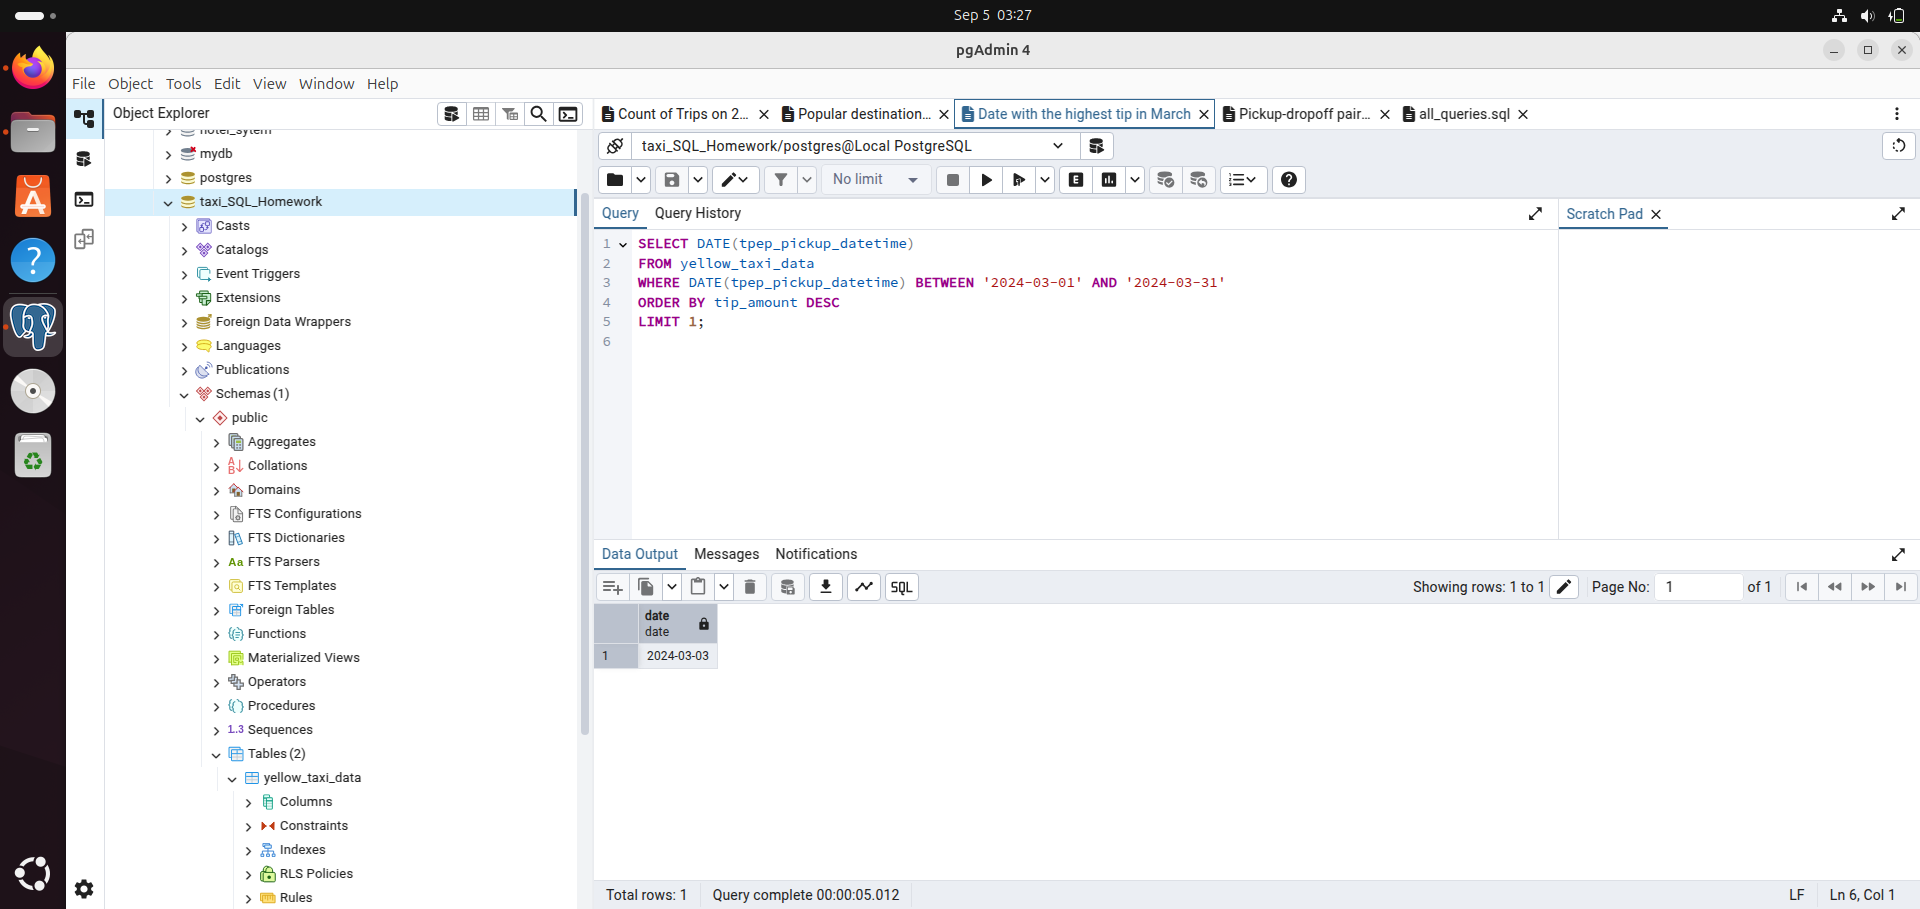 Sep 5 03:27
pgAdmin 4
File Object Tools Edit View Window Help
Object Explorer
Count of Trips on 2...
Popular destination...
Date with the highest tip in March
Pickup-dropoff pair...
all_queries.sql
hotel_sytem
mydb
postgres
taxi_SQL_Homework
Casts
Catalogs
Event Triggers
Extensions
Foreign Data Wrappers
Languages
Publications
Schemas (1)
public
Aggregates
Collations
Domains
FTS Configurations
FTS Dictionaries
Aa FTS Parsers
FTS Templates
Foreign Tables
Functions
Materialized Views
Operators
Procedures
1..3 Sequences
Tables (2)
yellow_taxi_data
Columns
Constraints
Indexes
RLS Policies
Rules
taxi_SQL_Homework/postgres@Local PostgreSQL
No limit
E
Query Query History
Scratch Pad
1 SELECT DATE(tpep_pickup_datetime)
2 FROM yellow_taxi_data
3 WHERE DATE(tpep_pickup_datetime) BETWEEN '2024-03-01' AND '2024-03-31'
4 ORDER BY tip_amount DESC
5 LIMIT 1;
6
Data Output Messages Notifications
SQL
Showing rows: 1 to 1
Page No: 1 of 1
date
date
1 2024-03-03
Total rows: 1 Query complete 00:00:05.012
LF Ln 6, Col 1